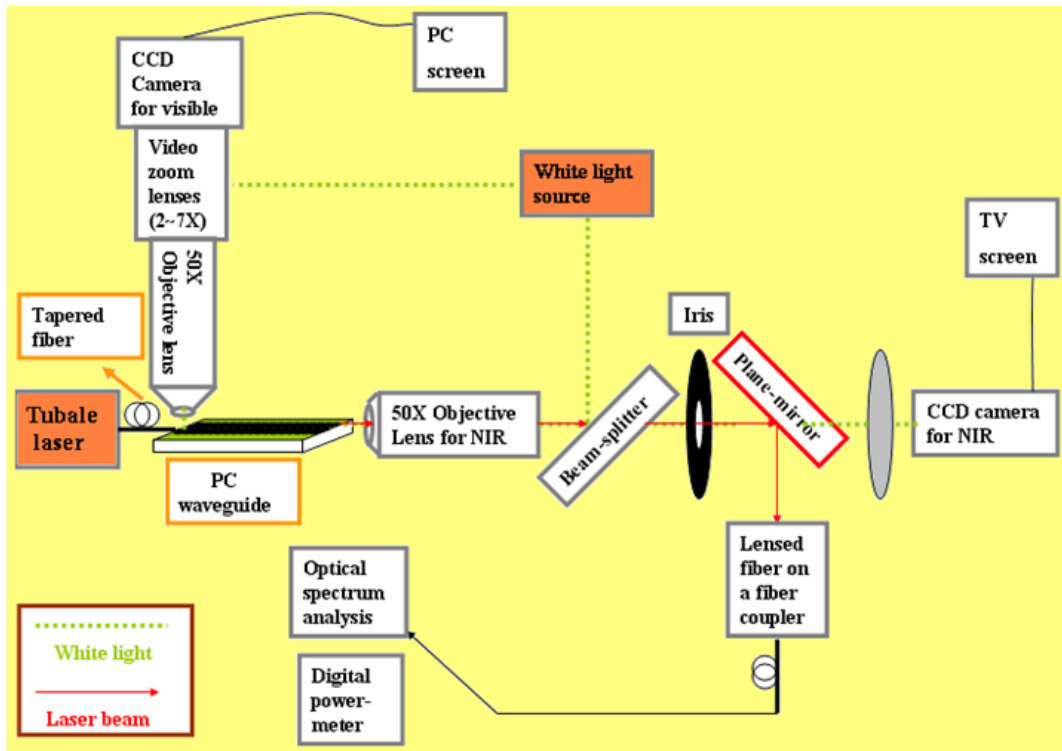 PC
screen
CCD
Camera
for visible
Video
zoom
lenses
(2~7X)
White light
source
TV
screen
50X
Objective lens
Tapered
fiber
Iris
Plane-mirror
Tubale
laser
50X Objective
Lens for NIR
Beam-splitter
CCD camera
for NIR
PC
waveguide
Lensed
fiber on
a fiber
coupler
Optical
spectrum
analysis
White light
Laser beam
Digital
power-
meter